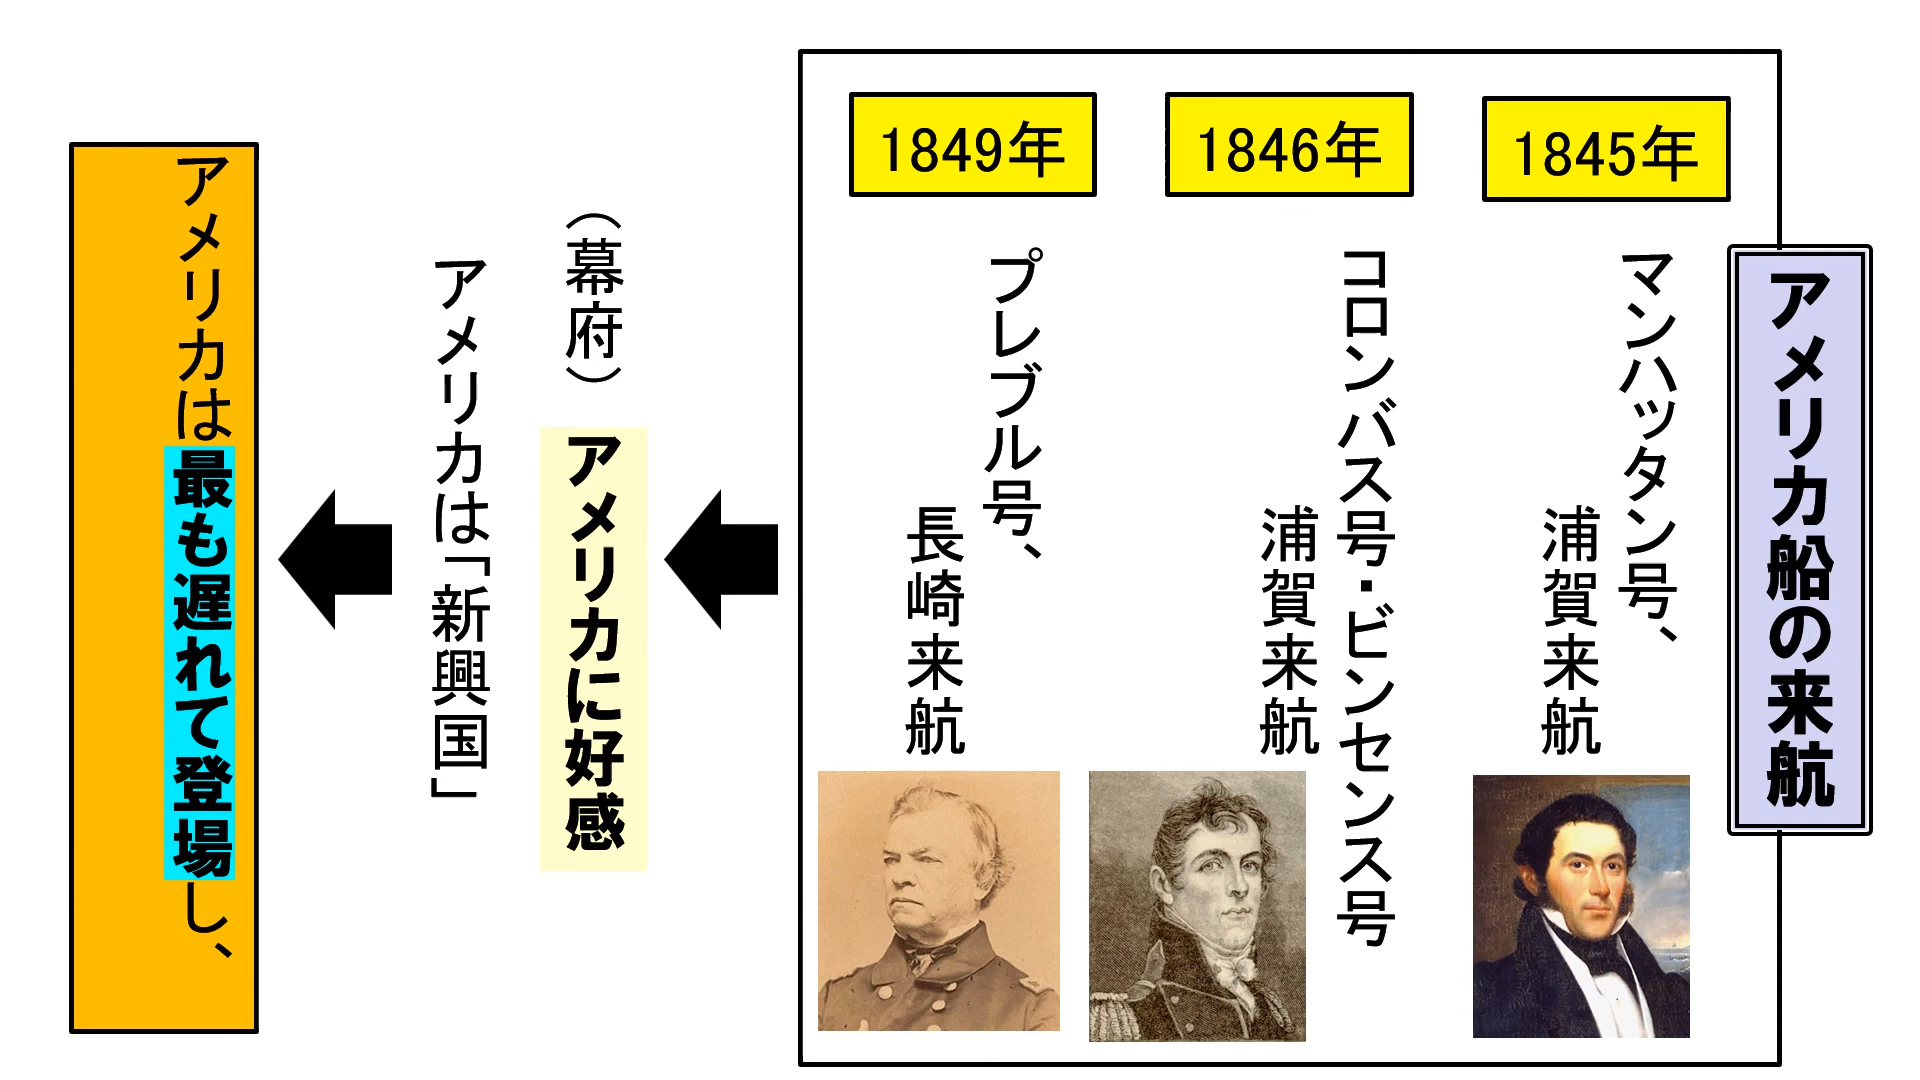 アメリカ船の来航
1845年
マンハッタン号、
浦賀来航
1846年
コロンバス号・ビンセンス号
浦賀来航
1849年
プレブル号、
長崎来航
（幕府）アメリカに好感
アメリカは「新興国」
アメリカは最も遅れて登場し、